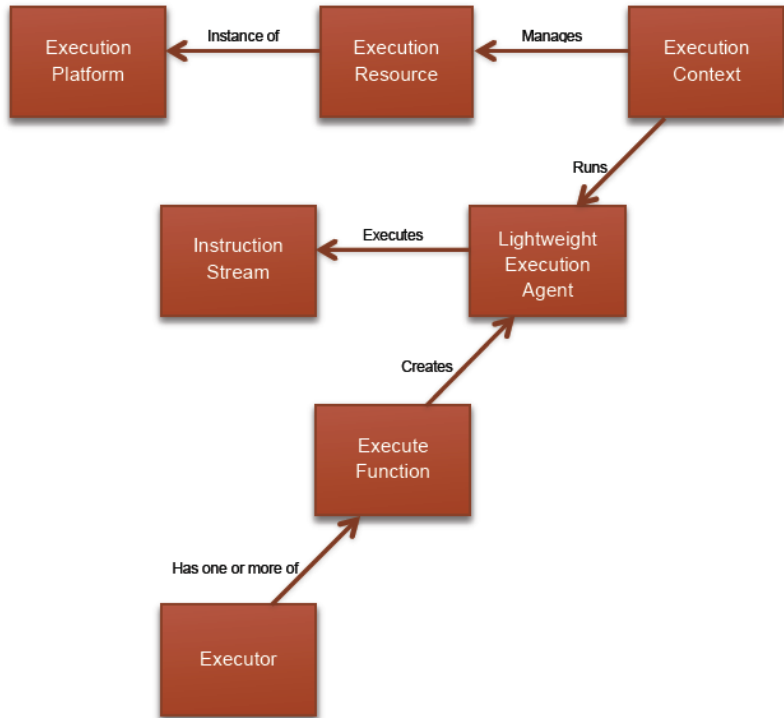 Execution
Platform
Instance of
Execution
Resource
Manages
Execution
Context
Runs
Instruction
Stream
Executes
Lightweight
Execution
Agent
Creates
Execute
Function
Has one or more of
Executor